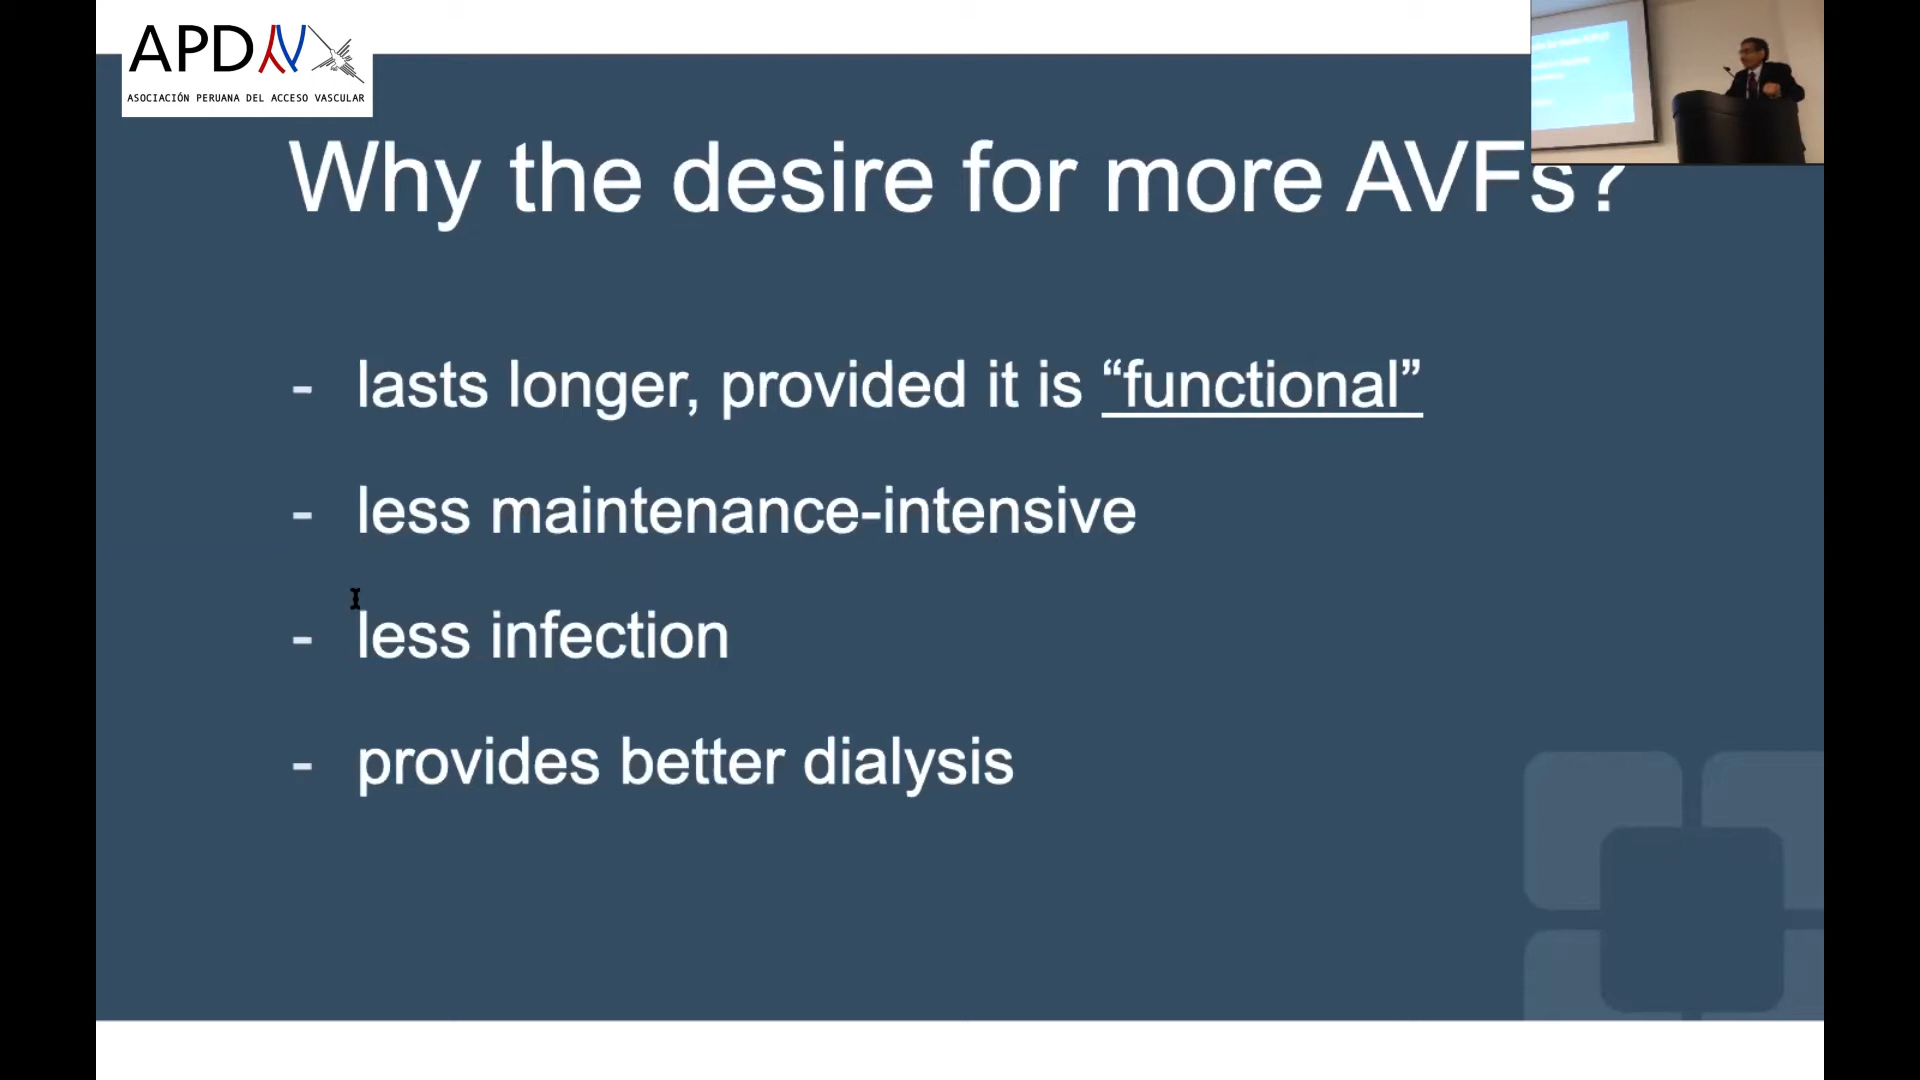 APDAV
ASOCIACIÓN PERUANA DEL ACCESO VASCULAR
Why the desire for more AVFs?
- lasts longer, provided it is “functional”
- less maintenance-intensive
- less infection
- provides better dialysis